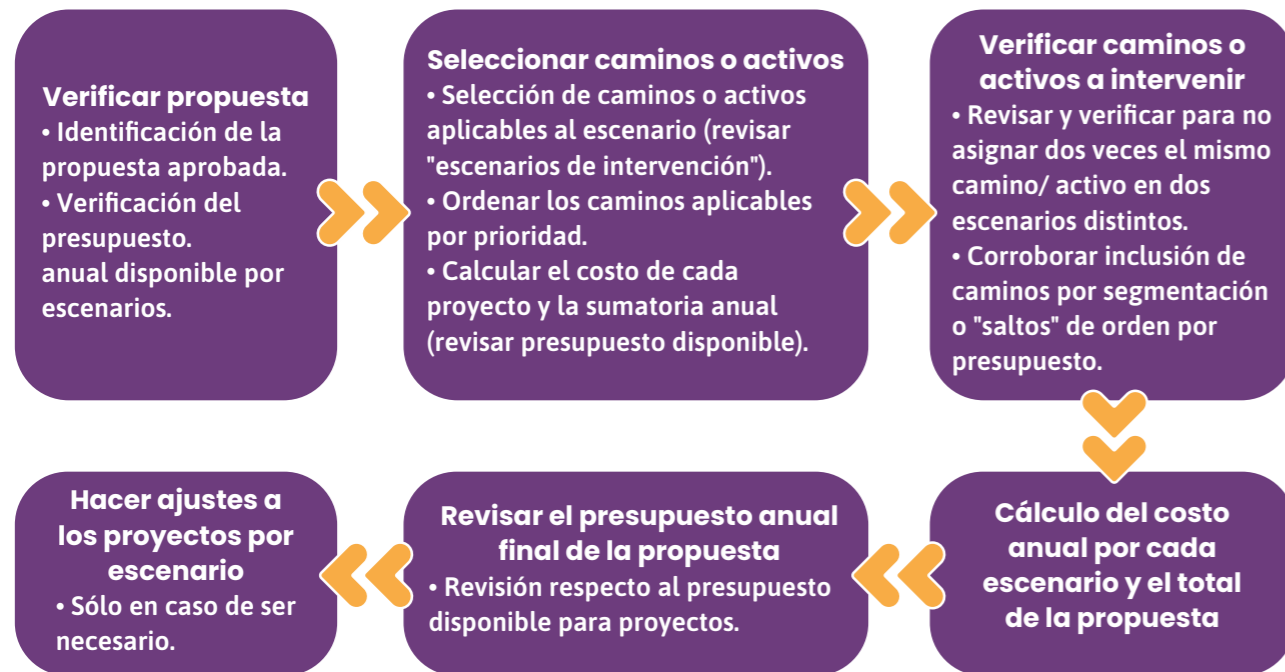 Verificar propuesta
• Identificación de la
propuesta aprobada.
• Verificación del
presupuesto.
anual disponible por
escenarios.
Seleccionar caminos o activos
• Selección de caminos o activos
aplicables al escenario (revisar
"escenarios de intervención").
• Ordenar los caminos aplicables
por prioridad.
• Calcular el costo de cada
proyecto y la sumatoria anual
(revisar presupuesto disponible).
Verificar caminos o
activos a intervenir
• Revisar y verificar para no
asignar dos veces el mismo
camino/ activo en dos
escenarios distintos.
• Corroborar inclusión de
caminos por segmentación
o "saltos" de orden por
presupuesto.
Cálculo del costo
anual por cada
escenario y el total
de la propuesta
Revisar el presupuesto anual
final de la propuesta
• Revisión respecto al presupuesto
disponible para proyectos.
Hacer ajustes a
los proyectos por
escenario
• Sólo en caso de ser
necesario.